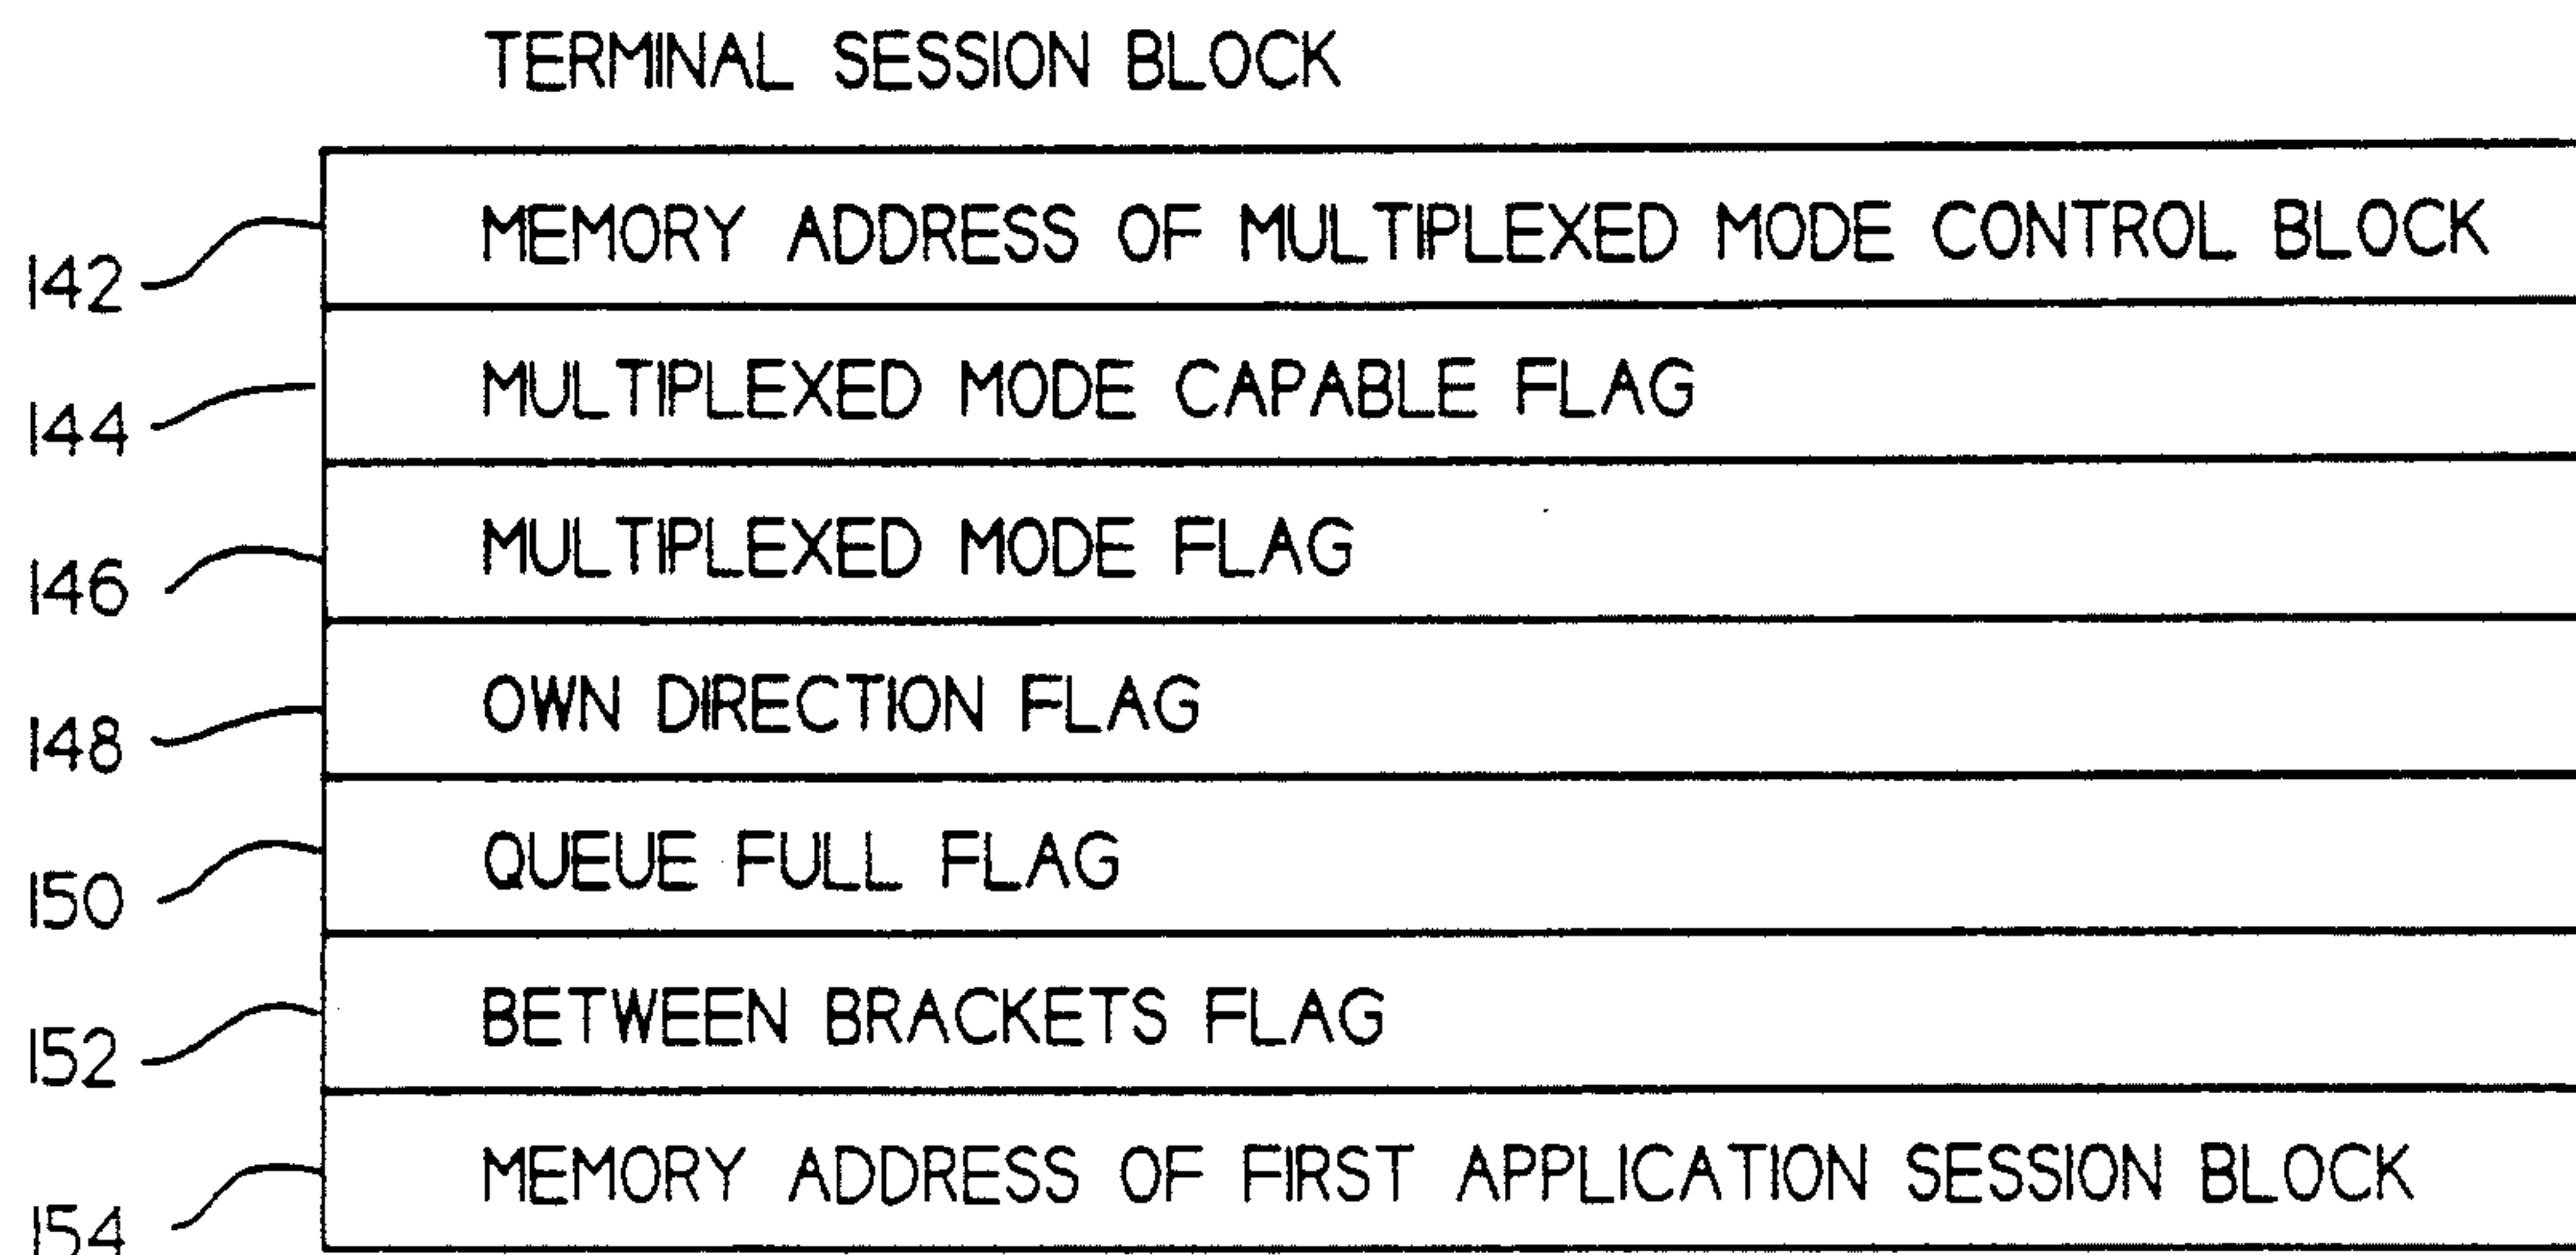 TERMINAL SESSION BLOCK
142 MEMORY ADDRESS OF MULTIPLEXED MODE CONTROL BLOCK
144 MULTIPLEXED MODE CAPABLE FLAG
146 MULTIPLEXED MODE FLAG
148 OWN DIRECTION FLAG
150 QUEUE FULL FLAG
152 BETWEEN BRACKETS FLAG
154 MEMORY ADDRESS OF FIRST APPLICATION SESSION BLOCK